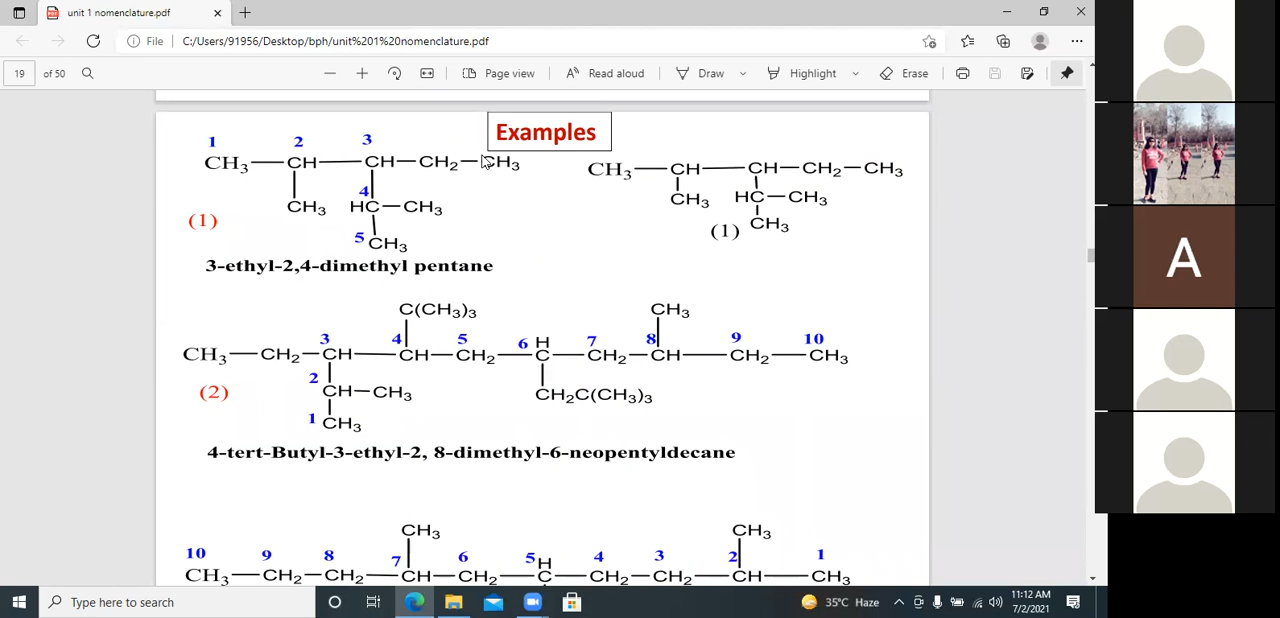 unit 1 nomenclature.pdf
File C:/Users/91956/Desktop/bph/unit%201%20nomenclature.pdf
19 of 50 Page view Read aloud Draw Highlight Erase
Examples
1 2 3
CH3 CH CH CH2 CH3
4
CH3 HC CH3
(1)
5 CH3
3-ethyl-2,4-dimethyl pentane
CH3 CH CH CH2 CH3
CH3 HC CH3
(1) CH3
C(CH3)3 CH3
3 4 5 6 H 7 8 9 10
CH3 CH2 CH CH CH2 C CH2 CH CH2 CH3
2
(2) CH CH3 CH2C(CH3)3
1 CH3
4-tert-Butyl-3-ethyl-2, 8-dimethyl-6-neopentyldecane
CH3 CH3
10 9 8 7 6 5 H 4 3 2 1
CH3 CH2 CH2 CH CH2 C CH2 CH2 CH CH3
A
Type here to search
35°C Haze
11:12 AM
7/2/2021